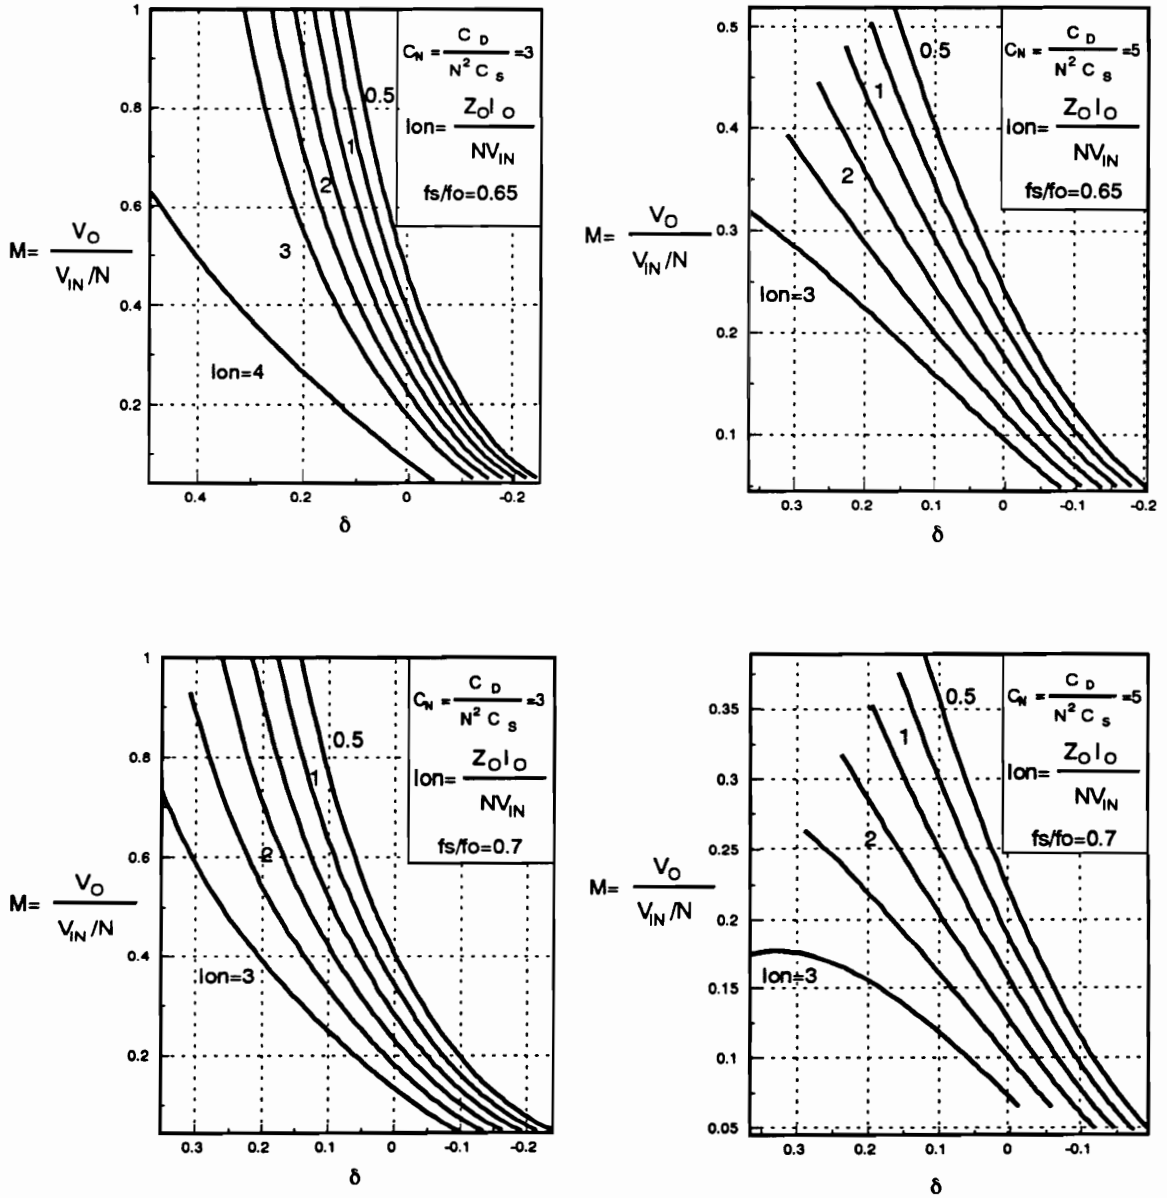 1
0.8
0.6
0.4
0.2
M= V_O
V_IN /N
C_N = C_D / N² C_S =3
Ion= Z_O I_O / NV_IN
fs/fo=0.65
0.5
1
2
3
Ion=4
0.4 0.2 0 -0.2
δ
0.5
0.4
0.3
0.2
0.1
M= V_O
V_IN /N
C_N = C_D / N² C_S =5
Ion= Z_O I_O / NV_IN
fs/fo=0.65
0.5
1
2
Ion=3
0.3 0.2 0.1 0 -0.1 -0.2
δ
1
0.8
0.6
0.4
0.2
M= V_O
V_IN /N
C_N = C_D / N² C_S =3
Ion= Z_O I_O / NV_IN
fs/fo=0.7
0.5
1
2
Ion=3
0.3 0.2 0.1 0 -0.1 -0.2
δ
0.35
0.3
0.25
0.2
0.15
0.1
0.05
M= V_O
V_IN /N
C_N = C_D / N² C_S =5
Ion= Z_O I_O / NV_IN
fs/fo=0.7
0.5
1
2
Ion=3
0.3 0.2 0.1 0 -0.1
δ